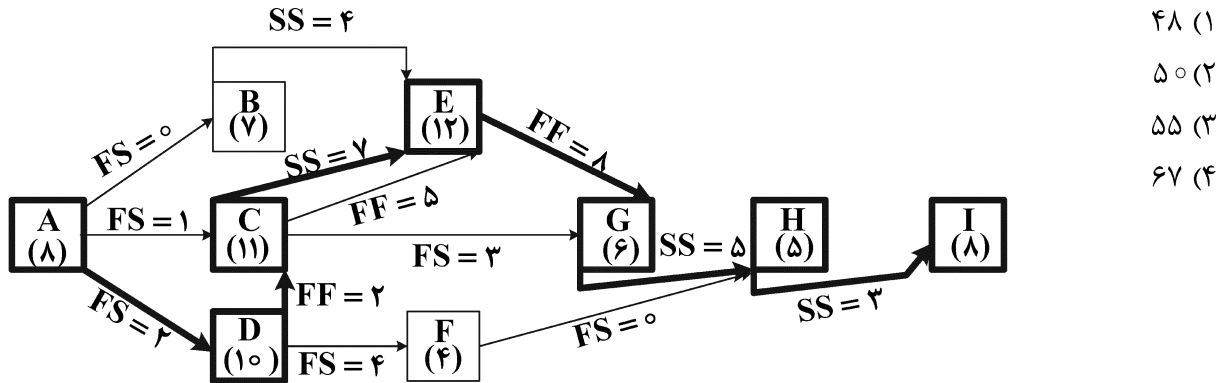 SS = ۴
۴۸ (۱
B
(۷)
E
(۱۲)
۵۰ (۲
FS = ۰
FF = ۸
۵۵ (۳
SS = ۷
FF = ۵
۶۷ (۴
A
(۸)
FS = ۱
C
(۱۱)
FS = ۳
G
(۶)
SS = ۵
H
(۵)
I
(۸)
FS = ۲
FF = ۲
SS = ۳
D
(۱۰)
FS = ۴
F
(۴)
FS = ۰